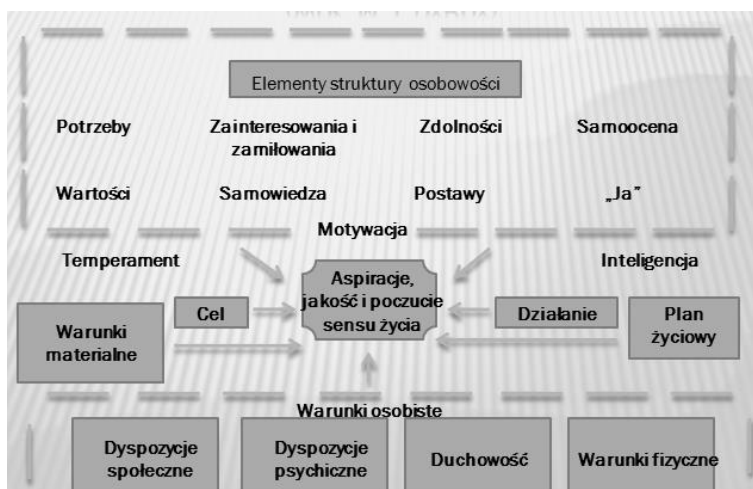 Elementy struktury osobowości
Potrzeby Zainteresowania i zamiłowania Zdolności Samoocena
Wartości Samowiedza Postawy „Ja”
Motywacja
Temperament Inteligencja
Aspiracje,
jakość i poczucie
sensu życia
Cel Działanie
Warunki
materialne
Plan
życiowy
Warunki osobiste
Dyspozycje
społeczne
Dyspozycje
psychiczne
Duchowość
Warunki fizyczne